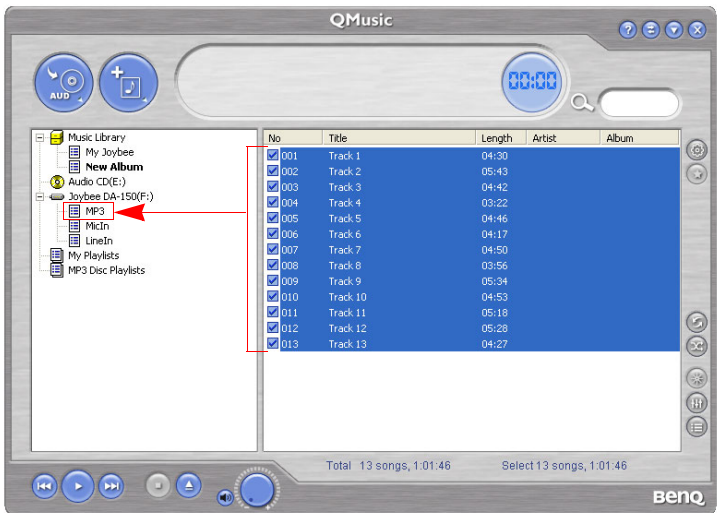 QMusic
AUD
00:00
Music Library
My Joybee
New Album
Audio CD(E:)
Joybee DA-150(F:)
MP3
MicIn
LineIn
My Playlists
MP3 Disc Playlists
No Title Length Artist Album
001 Track 1 04:30
002 Track 2 05:43
003 Track 3 04:42
004 Track 4 03:22
005 Track 5 04:46
006 Track 6 04:17
007 Track 7 04:50
008 Track 8 03:56
009 Track 9 05:34
010 Track 10 04:53
011 Track 11 05:18
012 Track 12 05:28
013 Track 13 04:27
Total 13 songs, 1:01:46 Select 13 songs, 1:01:46
BenQ